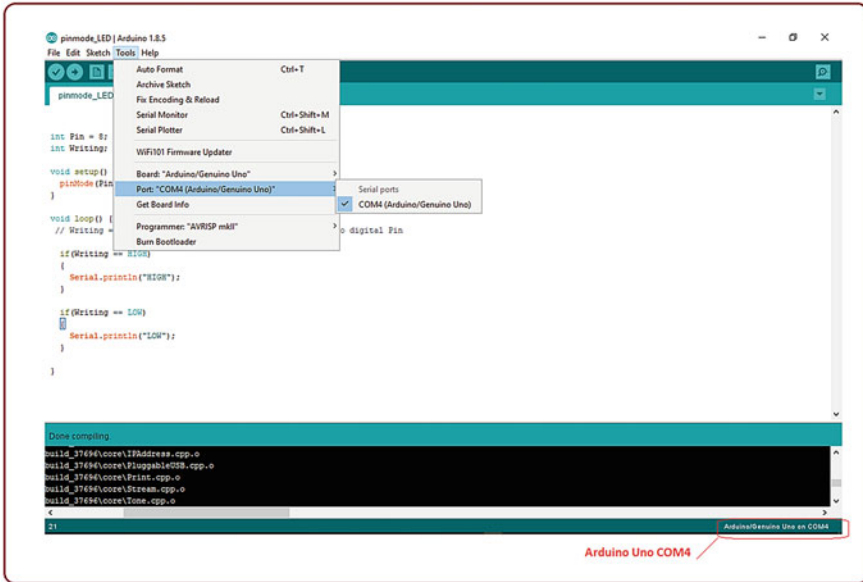 pinmode_LED | Arduino 1.8.5
File Edit Sketch Tools Help
pinmode_LED
Auto Format Ctrl+T
Archive Sketch
Fix Encoding & Reload
Serial Monitor Ctrl+Shift+M
Serial Plotter Ctrl+Shift+L
WiFi101 Firmware Updater
Board: "Arduino/Genuino Uno"
Port: "COM4 (Arduino/Genuino Uno)"
Get Board Info
Programmer: "AVRISP mkII"
Burn Bootloader
Serial ports
COM4 (Arduino/Genuino Uno)
int Pin = 8;
int Writing;
void setup()
pinMode(Pin
}
void loop() {
// Writing = o digital Pin
if(Writing == HIGH)
{
Serial.println("HIGH");
}
if(Writing == LOW)
{
Serial.println("LOW");
}
}
Done compiling.
build_37696\core\IPAddress.cpp.o
build_37696\core\PluggableUSB.cpp.o
build_37696\core\Print.cpp.o
build_37696\core\Stream.cpp.o
build_37696\core\Tone.cpp.o
21 Arduino/Genuino Uno on COM4
Arduino Uno COM4